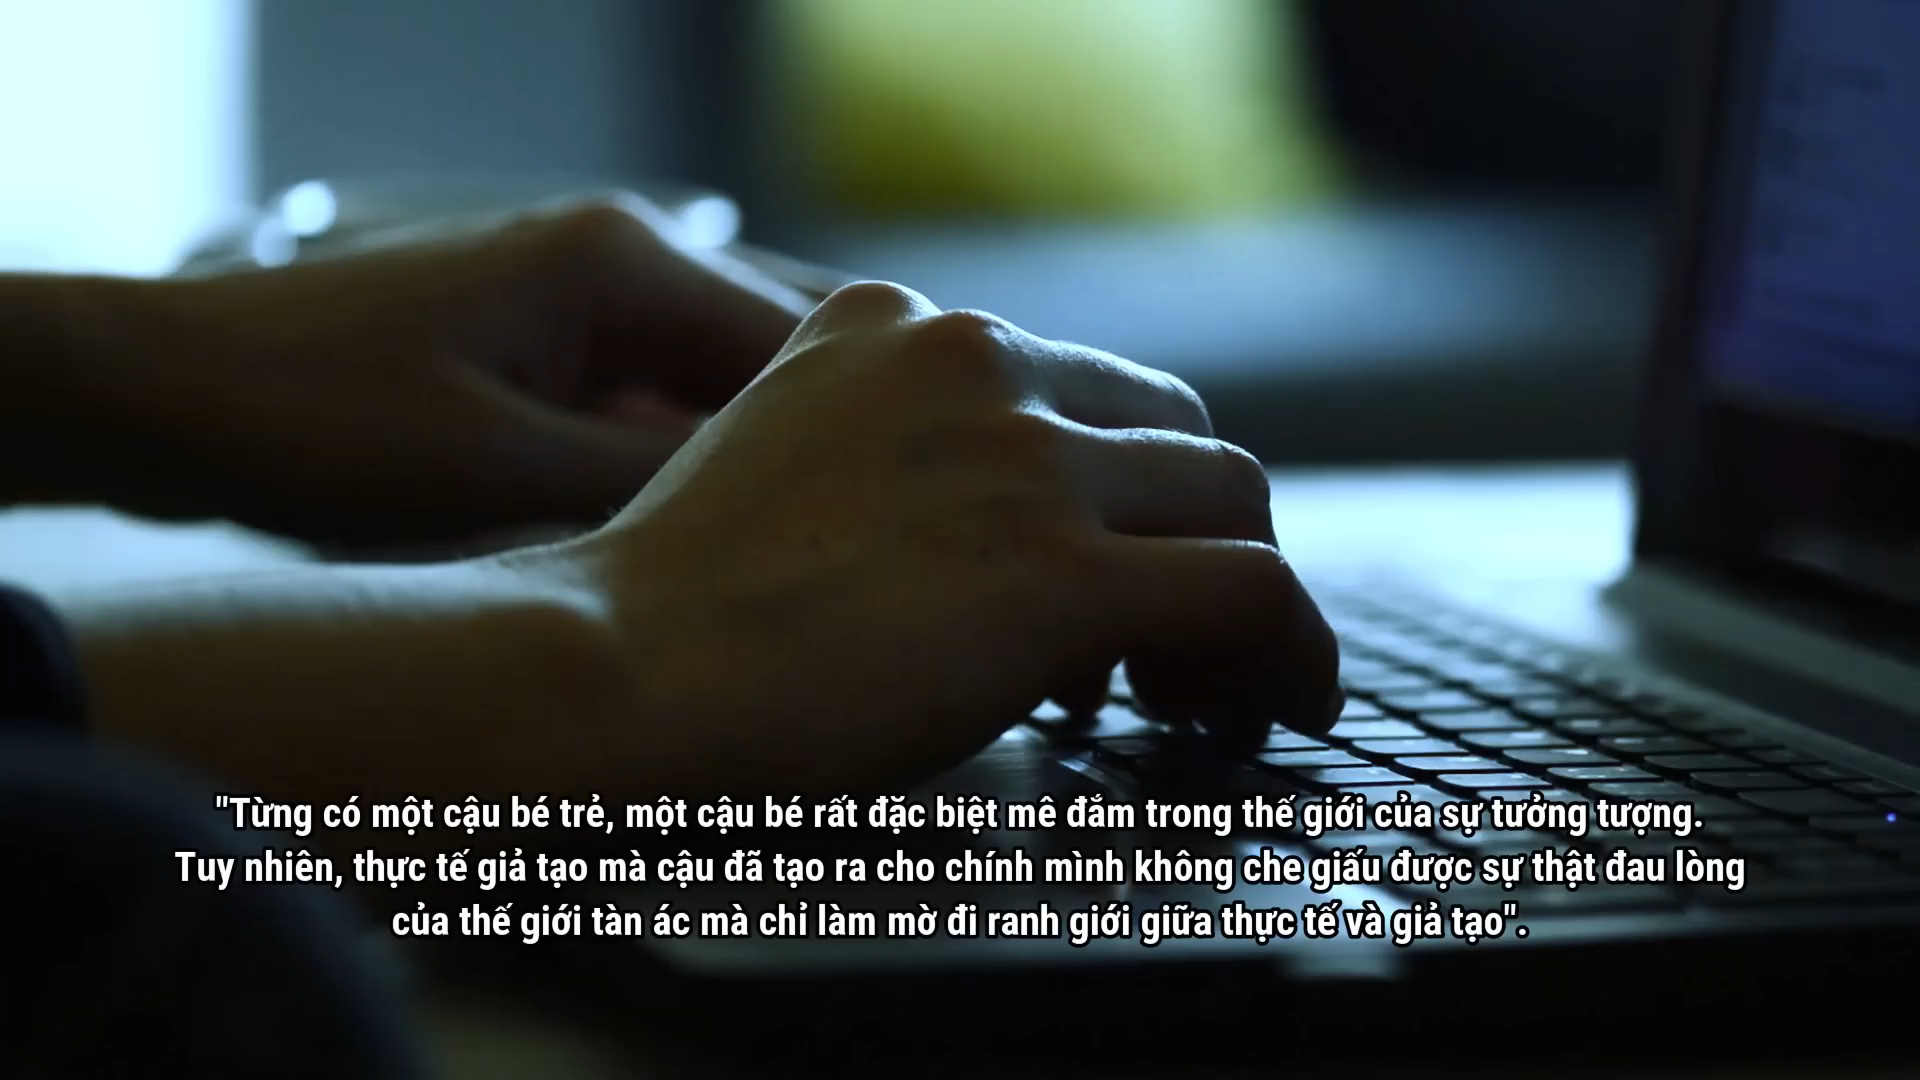 "Từng có một cậu bé trẻ, một cậu bé rất đặc biệt mê đắm trong thế giới của sự tưởng tượng.
Tuy nhiên, thực tế giả tạo mà cậu đã tạo ra cho chính mình không che giấu được sự thật đau lòng
của thế giới tàn ác mà chỉ làm mờ đi ranh giới giữa thực tế và giả tạo".